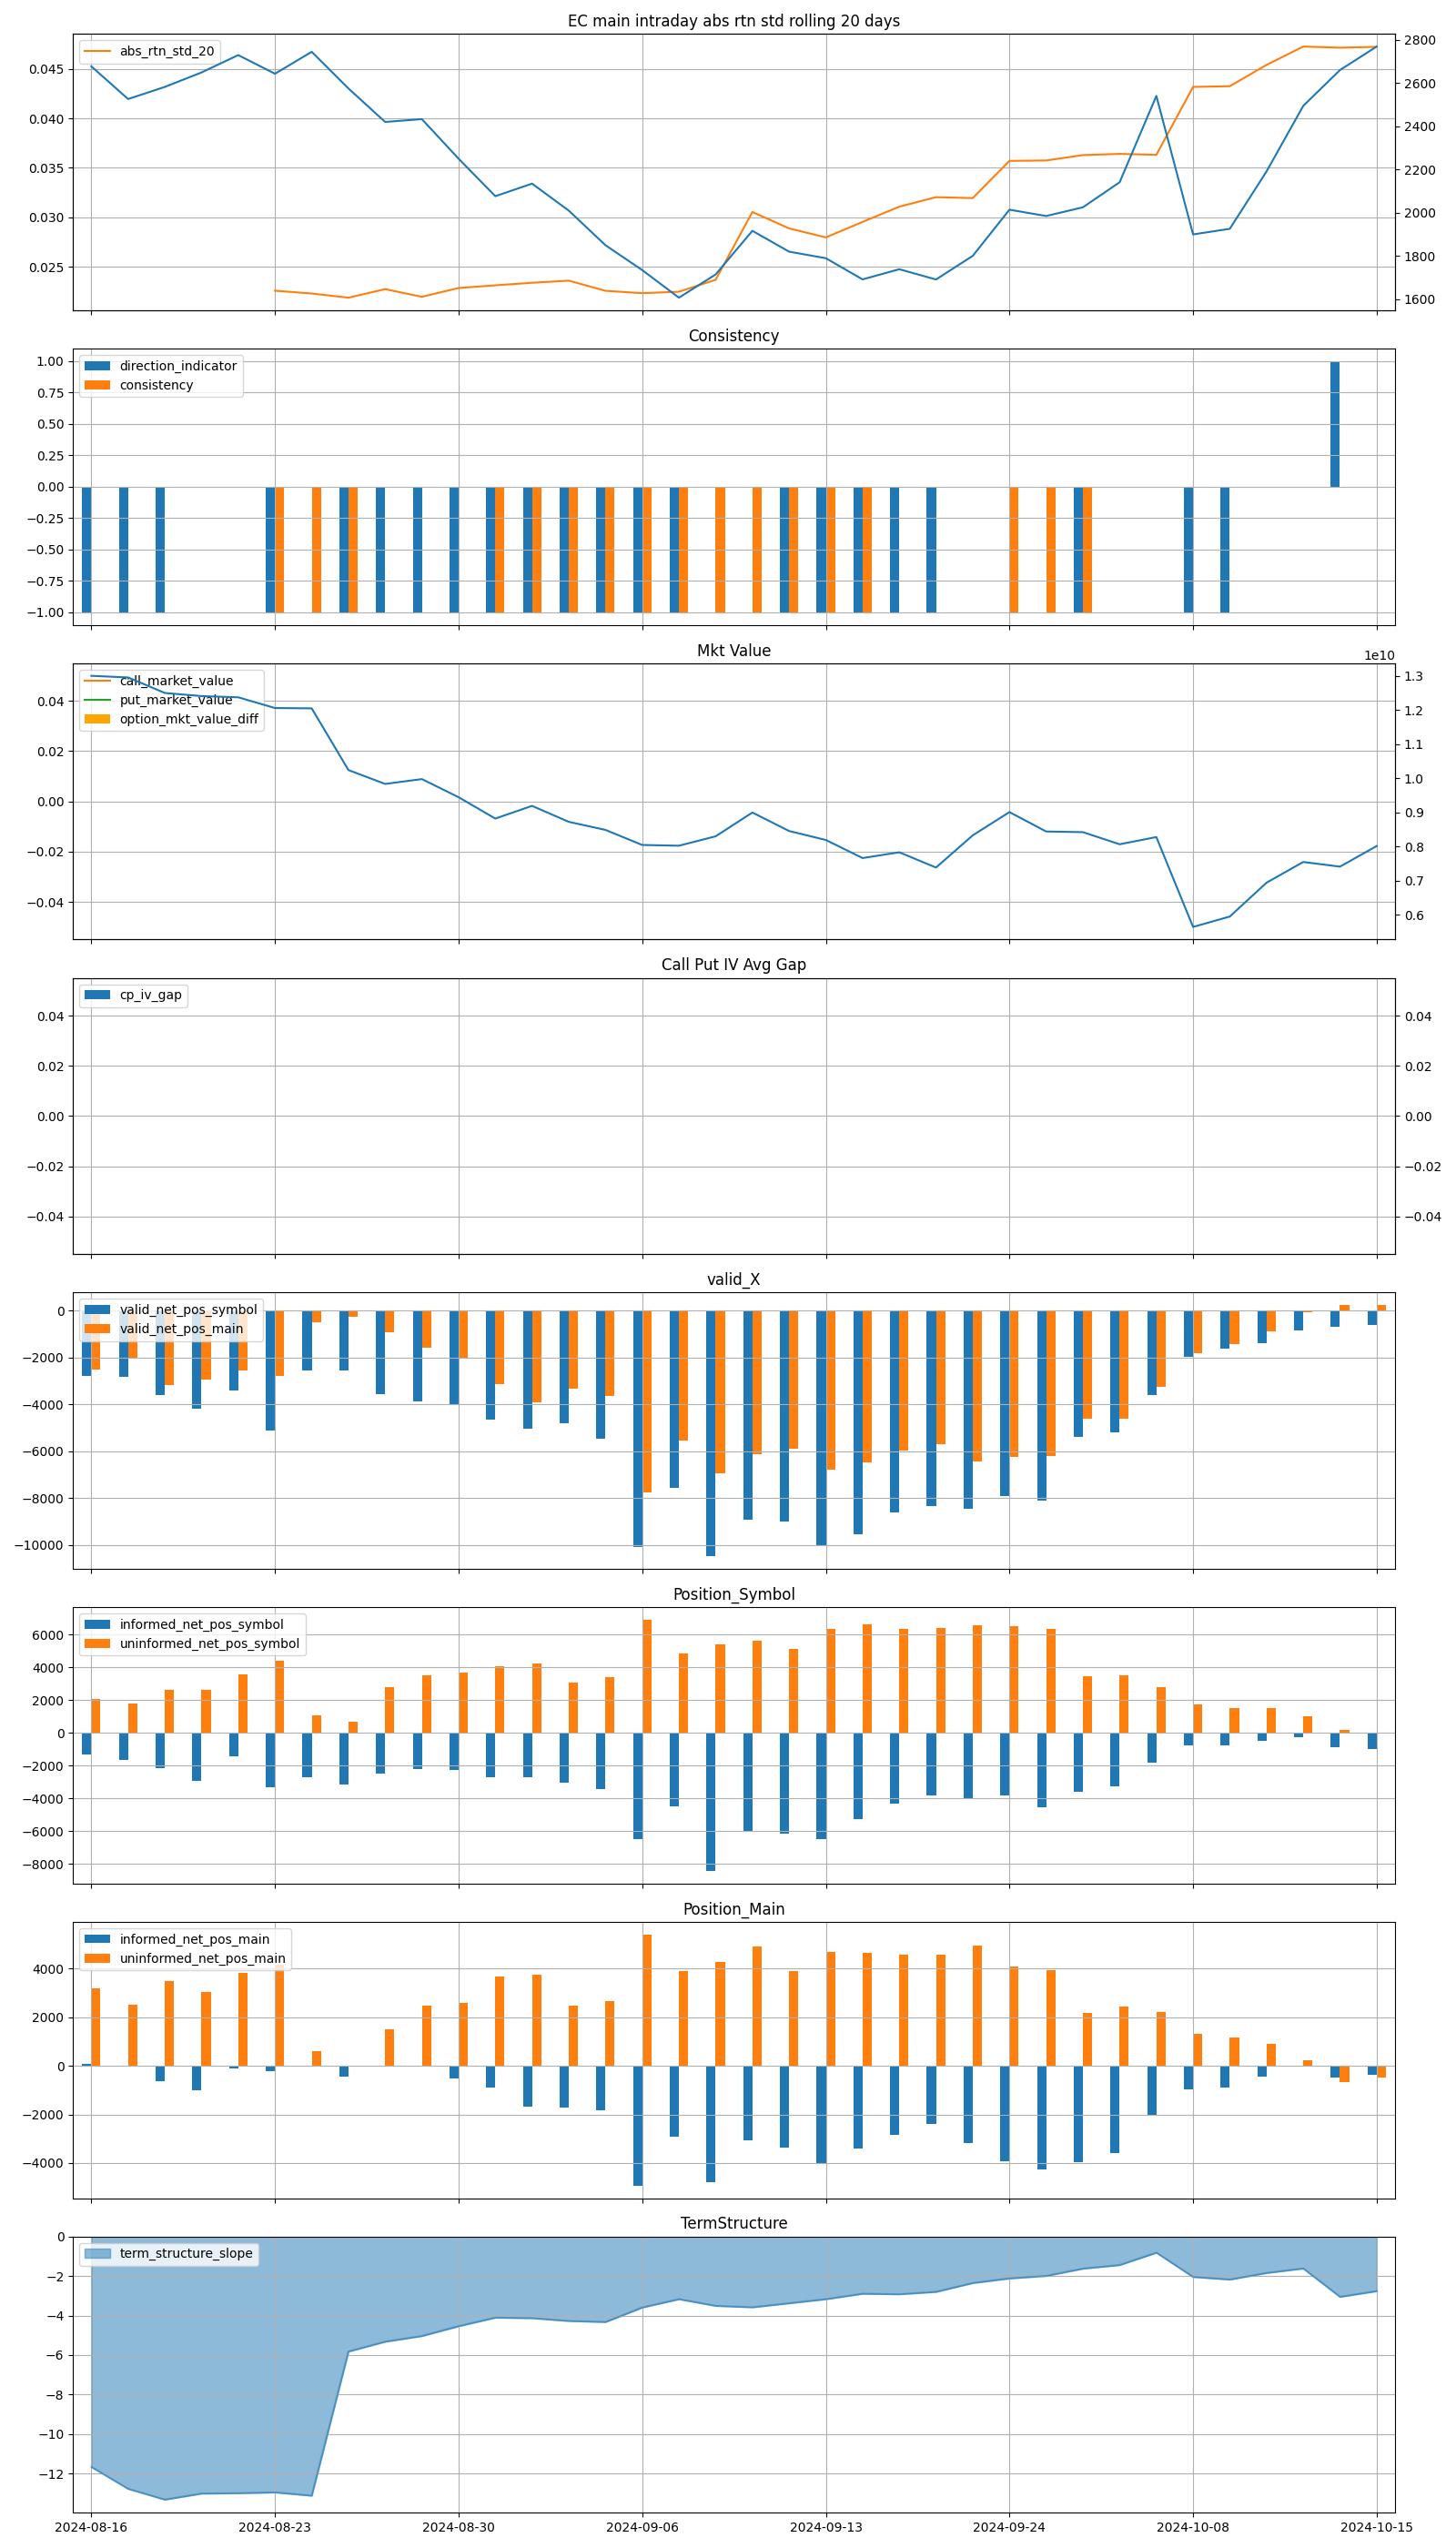 EC main intraday abs rtn std rolling 20 days
abs_rtn_std_20
0.045
0.040
0.035
0.030
0.025
2800
2600
2400
2200
2000
1800
1600
Consistency
direction_indicator
consistency
1.00
0.75
0.50
0.25
0.00
−0.25
−0.50
−0.75
−1.00
Mkt Value
1e10
call_market_value
put_market_value
option_mkt_value_diff
0.04
0.02
0.00
−0.02
−0.04
1.3
1.2
1.1
1.0
0.9
0.8
0.7
0.6
Call Put IV Avg Gap
cp_iv_gap
0.04
0.02
0.00
−0.02
−0.04
0.04
0.02
0.00
−0.02
−0.04
valid_X
valid_net_pos_symbol
valid_net_pos_main
0
−2000
−4000
−6000
−8000
−10000
Position_Symbol
informed_net_pos_symbol
uninformed_net_pos_symbol
6000
4000
2000
0
−2000
−4000
−6000
−8000
Position_Main
informed_net_pos_main
uninformed_net_pos_main
4000
2000
0
−2000
−4000
TermStructure
term_structure_slope
0
−2
−4
−6
−8
−10
−12
2024-08-16 2024-08-23 2024-08-30 2024-09-06 2024-09-13 2024-09-24 2024-10-08 2024-10-15